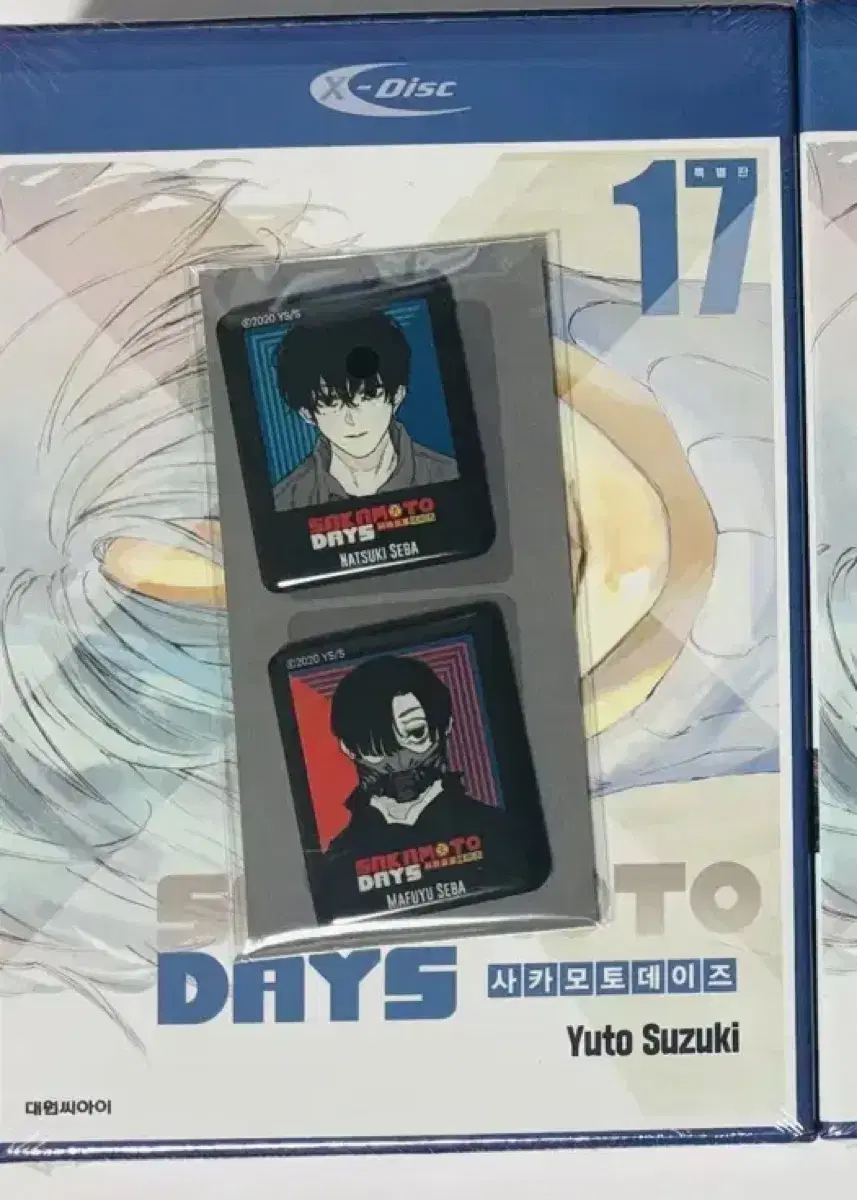 X-Disc
17
특별판
©2020 YS/S
SAKAMOTO
DAYS
NATSUKI SEBA
©2020 YS/S
SAKAMOTO
DAYS
MAFUYU SEBA
S
OTO
DAYS 사카모토데이즈
Yuto Suzuki
대원씨아이